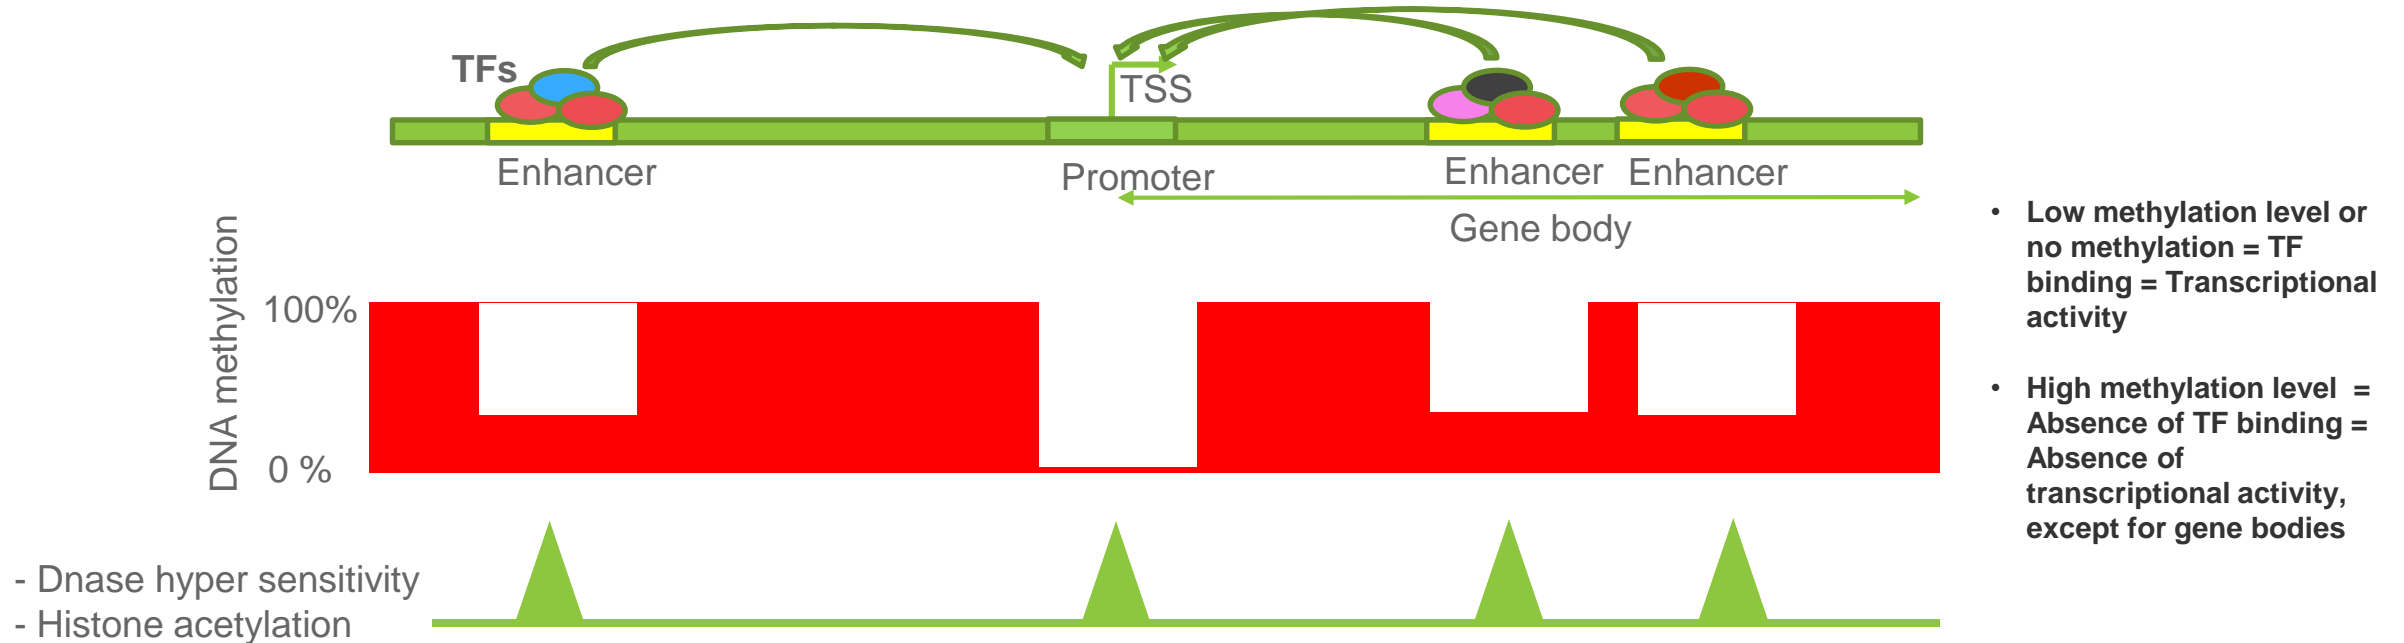 TFs
TSS
Enhancer
Promoter
Enhancer
Enhancer
Gene body
DNA methylation
100%
0 %
• Low methylation level or
no methylation = TF
binding = Transcriptional
activity
• High methylation level =
Absence of TF binding =
Absence of
transcriptional activity,
except for gene bodies
- Dnase hyper sensitivity
- Histone acetylation